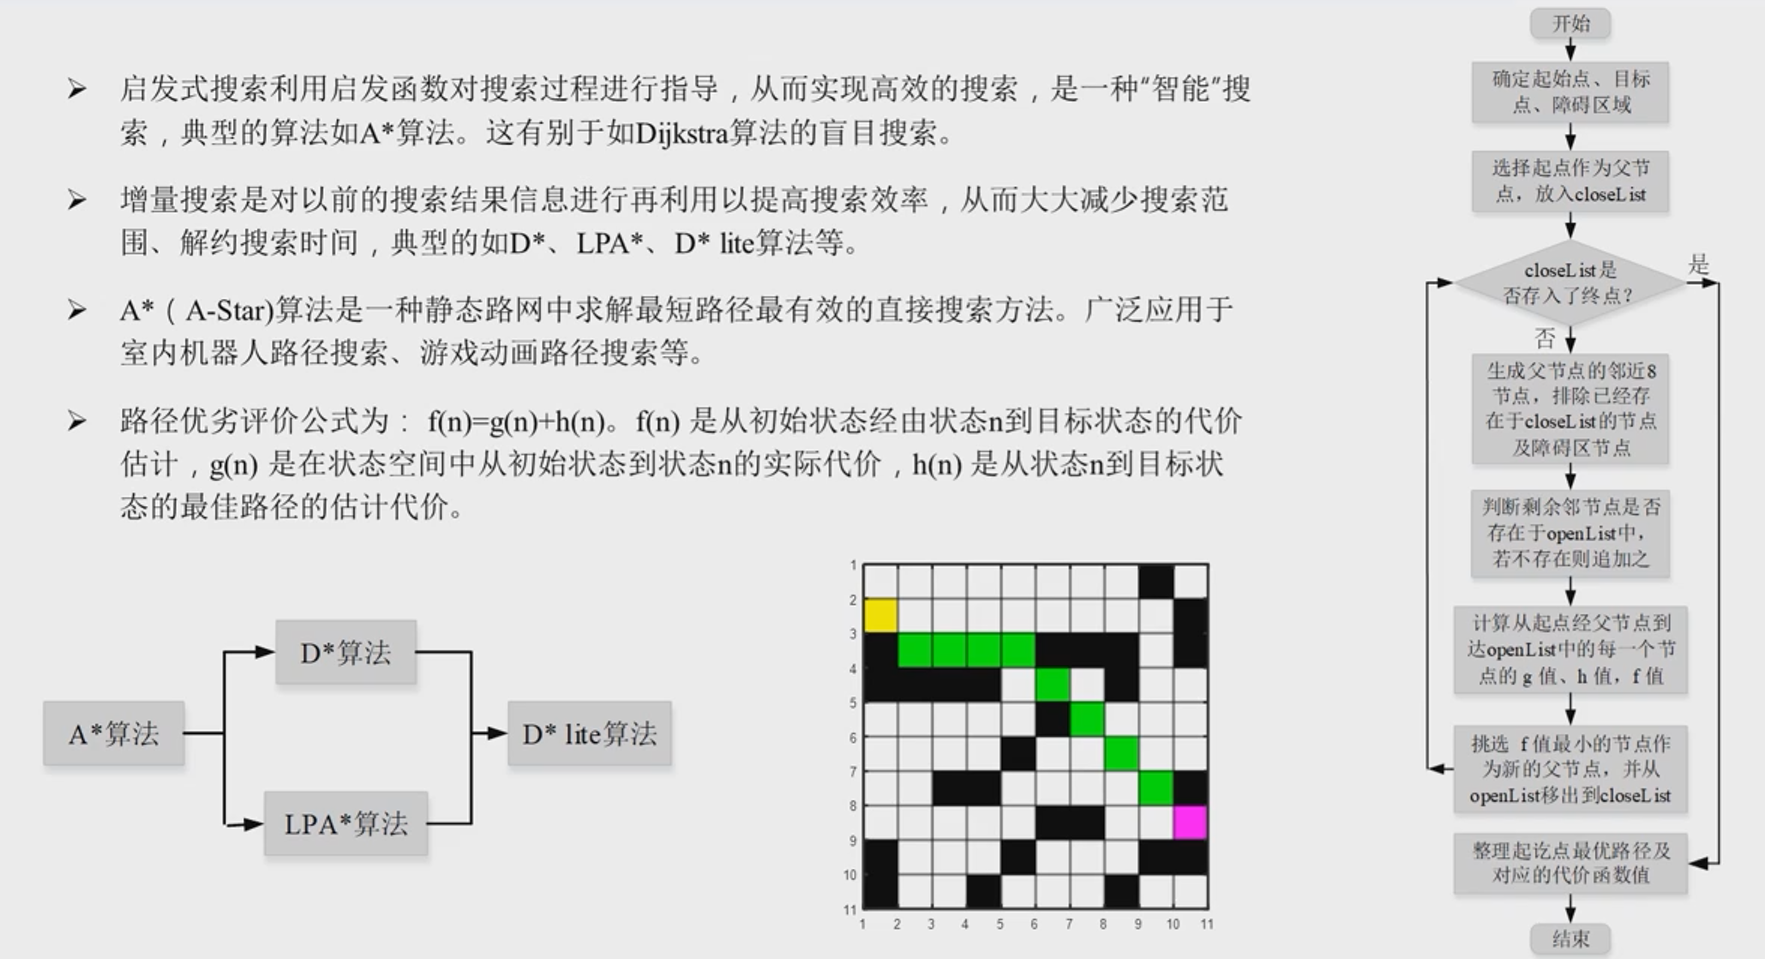 启发式搜索利用启发函数对搜索过程进行指导，从而实现高效的搜索，是一种“智能”搜
索，典型的算法如A*算法。这有别于如Dijkstra算法的盲目搜索。
增量搜索是对以前的搜索结果信息进行再利用以提高搜索效率，从而大大减少搜索范
围、解约搜索时间，典型的如D*、LPA*、D* lite算法等。
A*（A-Star)算法是一种静态路网中求解最短路径最有效的直接搜索方法。广泛应用于
室内机器人路径搜索、游戏动画路径搜索等。
路径优劣评价公式为：f(n)=g(n)+h(n)。f(n) 是从初始状态经由状态n到目标状态的代价
估计，g(n) 是在状态空间中从初始状态到状态n的实际代价，h(n) 是从状态n到目标状
态的最佳路径的估计代价。
A*算法
D*算法
LPA*算法
D* lite算法
1
2
3
4
5
6
7
8
9
10
11
1 2 3 4 5 6 7 8 9 10 11
开始
确定起始点、目标
点、障碍区域
选择起点作为父节
点，放入closeList
closeList是
否存入了终点？
是
否
生成父节点的邻近8
节点，排除已经存
在于closeList的节点
及障碍区节点
判断剩余邻节点是否
存在于openList中，
若不存在则追加之
计算从起点经父节点到
达openList中的每一个节
点的 g 值、h 值，f 值
挑选 f 值最小的节点作
为新的父节点，并从
openList移出到closeList
整理起讫点最优路径及
对应的代价函数值
结束